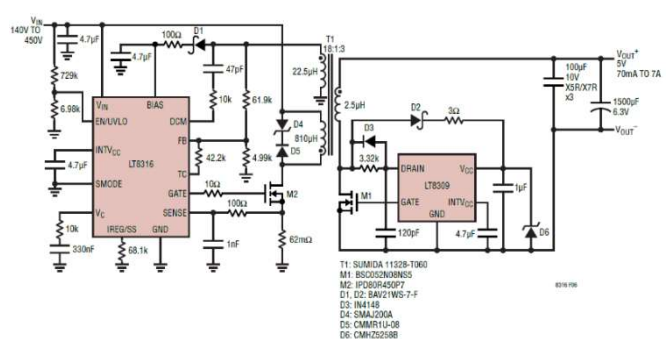 VIN
140V TO
450V
4.7µF
4.7µF
100Ω
D1
T1
18:1:3
729k
6.98k
47pF
10k
61.9k
22.5µH
2.5µH
D4
810µH
D5
VIN
BIAS
EN/UVLO
DCM
FB
INTVCC
LT8316
TC
SMODE
GATE
VC
SENSE
IREG/SS
GND
4.7µF
42.2k
4.99k
10Ω
M2
100Ω
1nF
62mΩ
10k
330nF
68.1k
D2
3Ω
D3
3.32k
DRAIN
VCC
LT8309
GATE
INTVCC
GND
M1
120pF
4.7µF
1µF
D6
100µF
10V
X5R/X7R
x3
1500µF
6.3V
VOUT+
5V
70mA TO 7A
VOUT−
T1: SUMIDA 11328-T060
M1: BSC052N08NS5
M2: IPD80R450P7
D1, D2: BAV21WS-7-F
D3: IN4148
D4: SMAJ200A
D5: CMMR1U-08
D6: CMHZ5258B
8316 F06